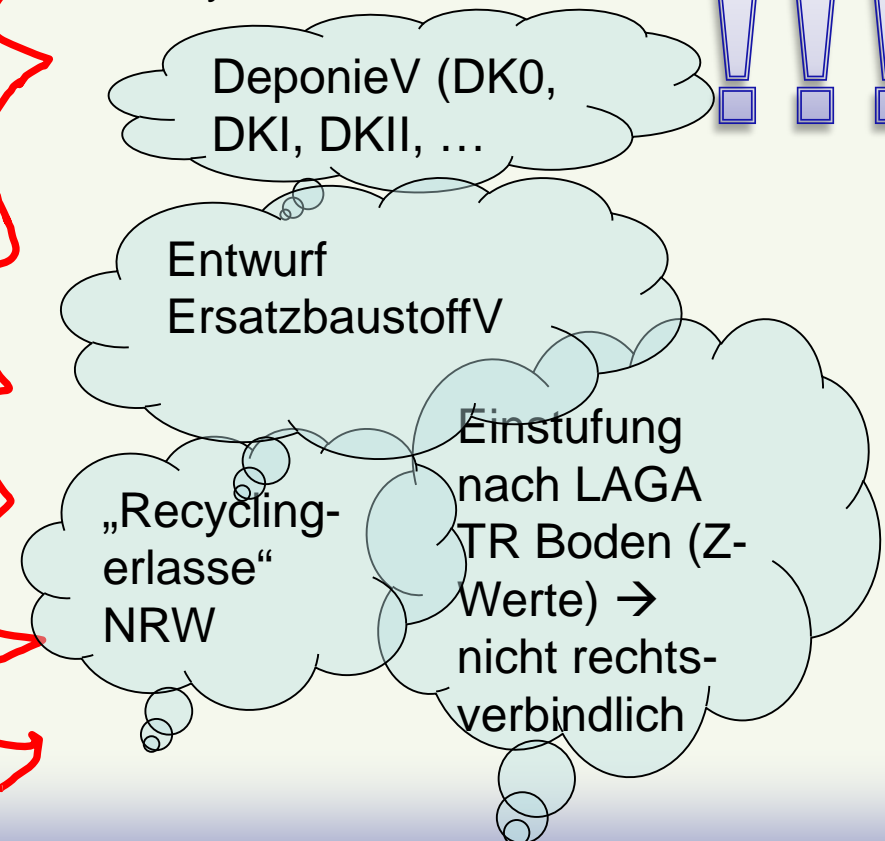 DeponieV (DK0,
DKI, DKII, …
Entwurf
ErsatzbaustoffV
„Recycling-
erlasse“
NRW
Einstufung
nach LAGA
TR Boden (Z-
Werte) →
nicht rechts-
verbindlich
!!!